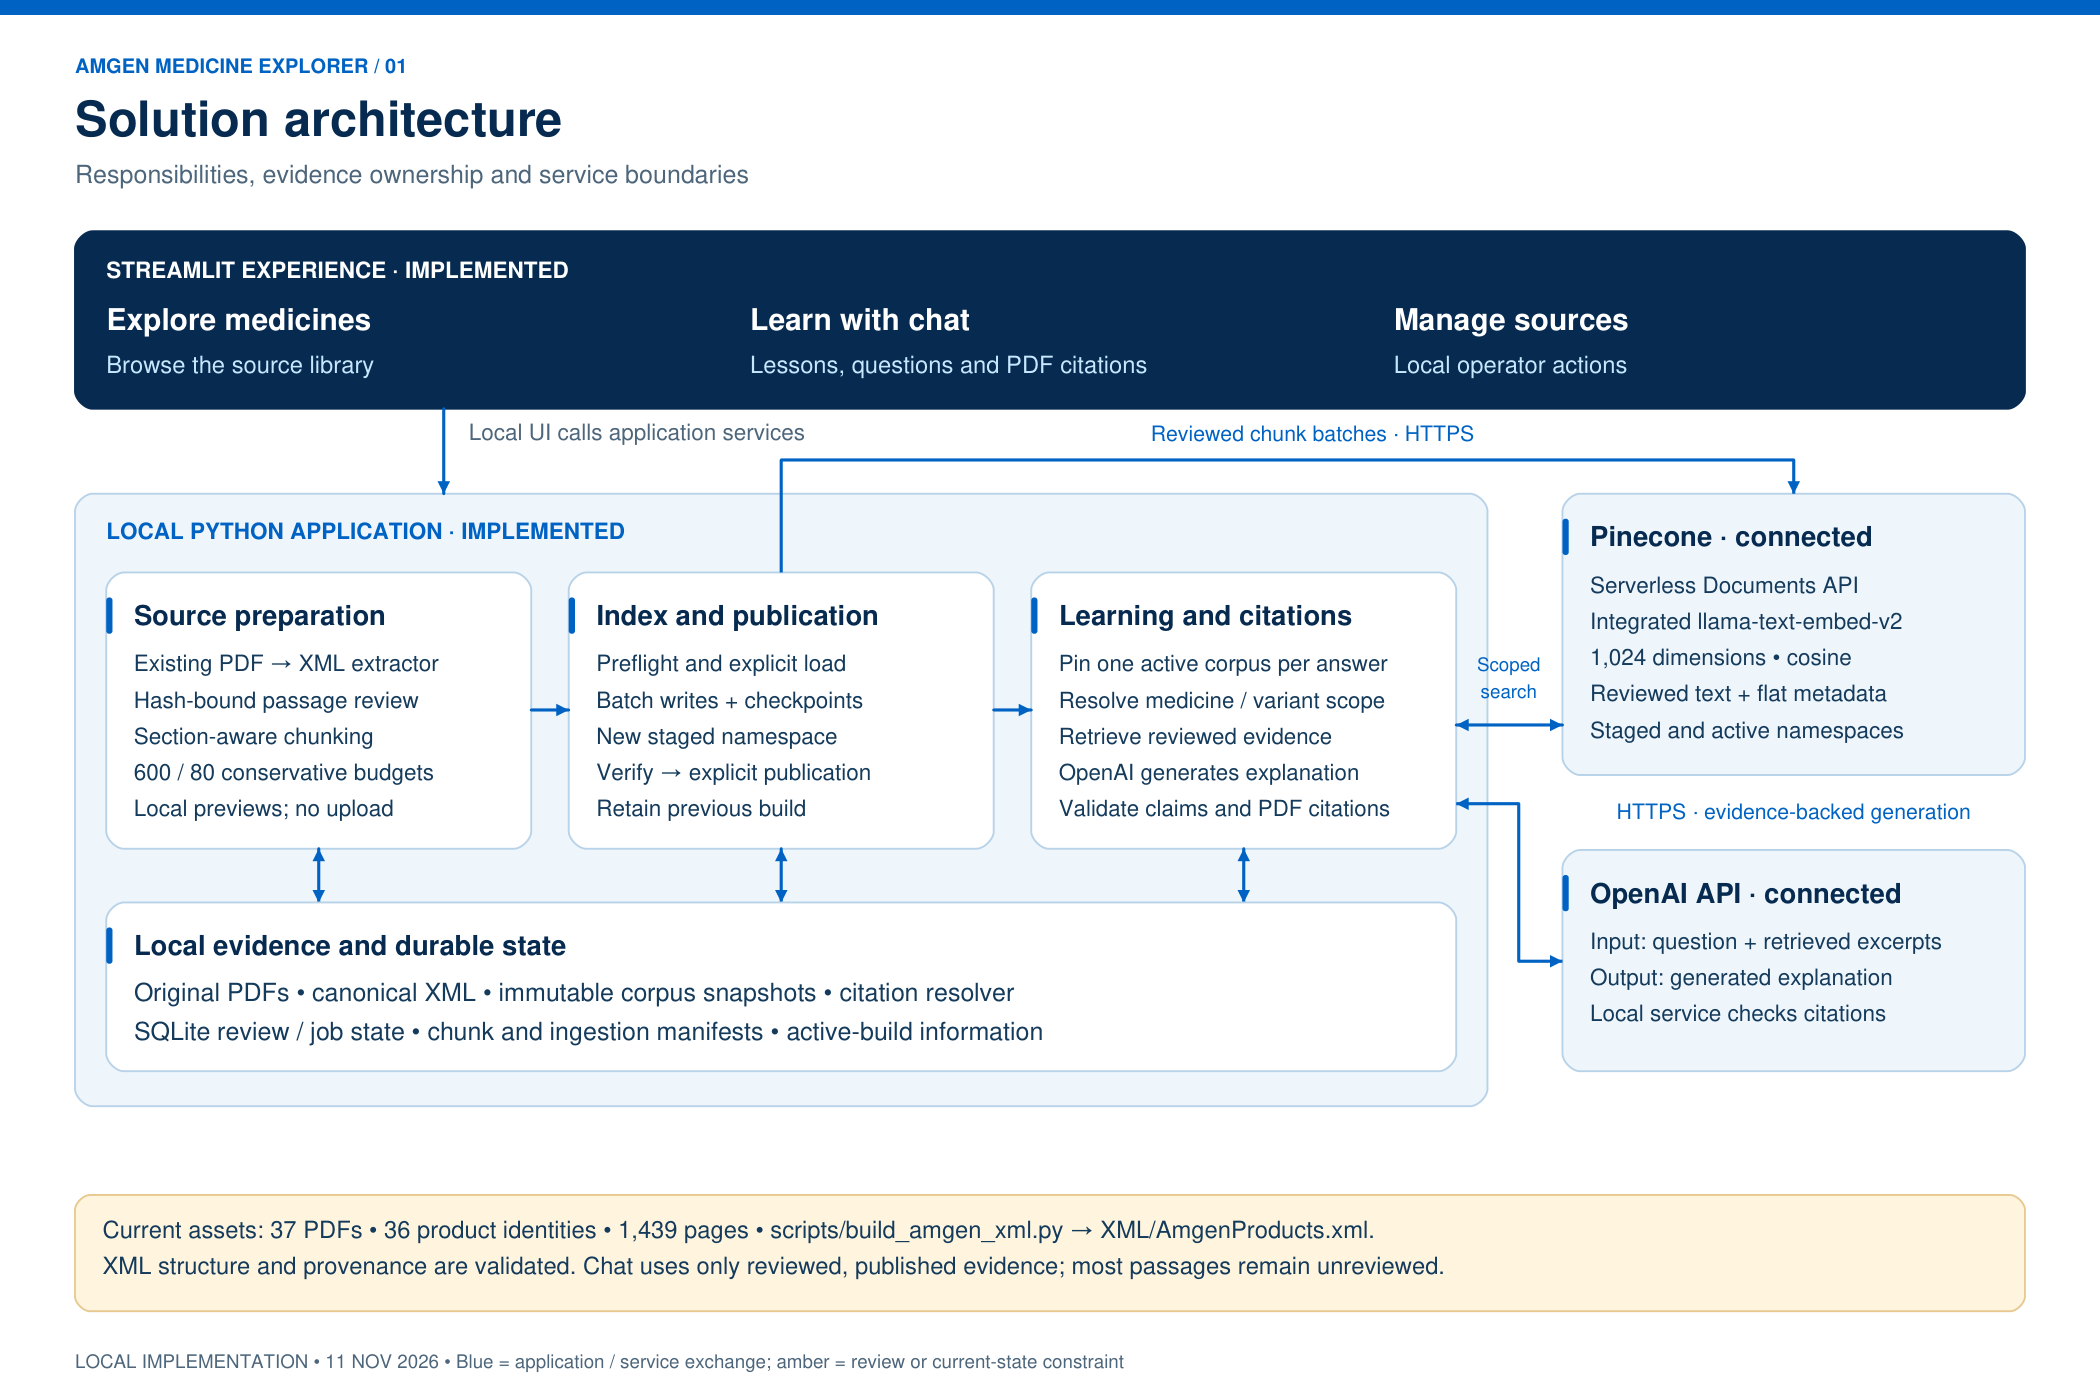 AMGEN MEDICINE EXPLORER / 01
Solution architecture
Responsibilities, evidence ownership and service boundaries
STREAMLIT EXPERIENCE · IMPLEMENTED
Explore medicines
Browse the source library
Learn with chat
Lessons, questions and PDF citations
Manage sources
Local operator actions
Local UI calls application services
Reviewed chunk batches · HTTPS
LOCAL PYTHON APPLICATION · IMPLEMENTED
Source preparation
Existing PDF → XML extractor
Hash-bound passage review
Section-aware chunking
600 / 80 conservative budgets
Local previews; no upload
Index and publication
Preflight and explicit load
Batch writes + checkpoints
New staged namespace
Verify → explicit publication
Retain previous build
Learning and citations
Pin one active corpus per answer
Resolve medicine / variant scope
Retrieve reviewed evidence
OpenAI generates explanation
Validate claims and PDF citations
Scoped
search
Pinecone · connected
Serverless Documents API
Integrated llama-text-embed-v2
1,024 dimensions • cosine
Reviewed text + flat metadata
Staged and active namespaces
HTTPS · evidence-backed generation
OpenAI API · connected
Input: question + retrieved excerpts
Output: generated explanation
Local service checks citations
Local evidence and durable state
Original PDFs • canonical XML • immutable corpus snapshots • citation resolver
SQLite review / job state • chunk and ingestion manifests • active-build information
Current assets: 37 PDFs • 36 product identities • 1,439 pages • scripts/build_amgen_xml.py → XML/AmgenProducts.xml.
XML structure and provenance are validated. Chat uses only reviewed, published evidence; most passages remain unreviewed.
LOCAL IMPLEMENTATION • 11 NOV 2026 • Blue = application / service exchange; amber = review or current-state constraint